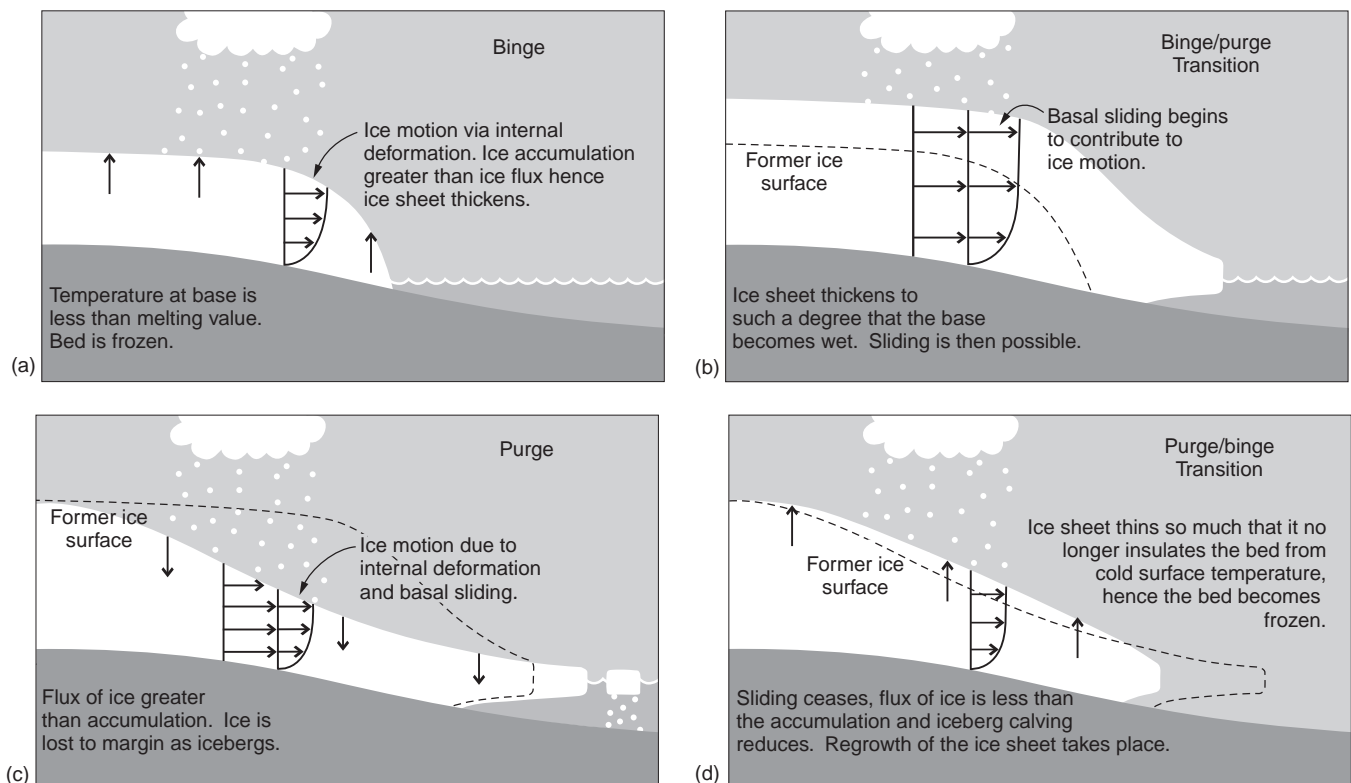 Binge
Ice motion via internal
deformation. Ice accumulation
greater than ice flux hence
ice sheet thickens.
Temperature at base is
less than melting value.
Bed is frozen.
(a)
Binge/purge
Transition
Basal sliding begins
to contribute to
ice motion.
Former ice
surface
Ice sheet thickens to
such a degree that the base
becomes wet. Sliding is then possible.
(b)
Purge
Former ice
surface
Ice motion due to
internal deformation
and basal sliding.
Flux of ice greater
than accumulation. Ice is
lost to margin as icebergs.
(c)
Purge/binge
Transition
Ice sheet thins so much that it no
longer insulates the bed from
cold surface temperature,
hence the bed becomes
frozen.
Former ice
surface
Sliding ceases, flux of ice is less than
the accumulation and iceberg calving
reduces. Regrowth of the ice sheet takes place.
(d)